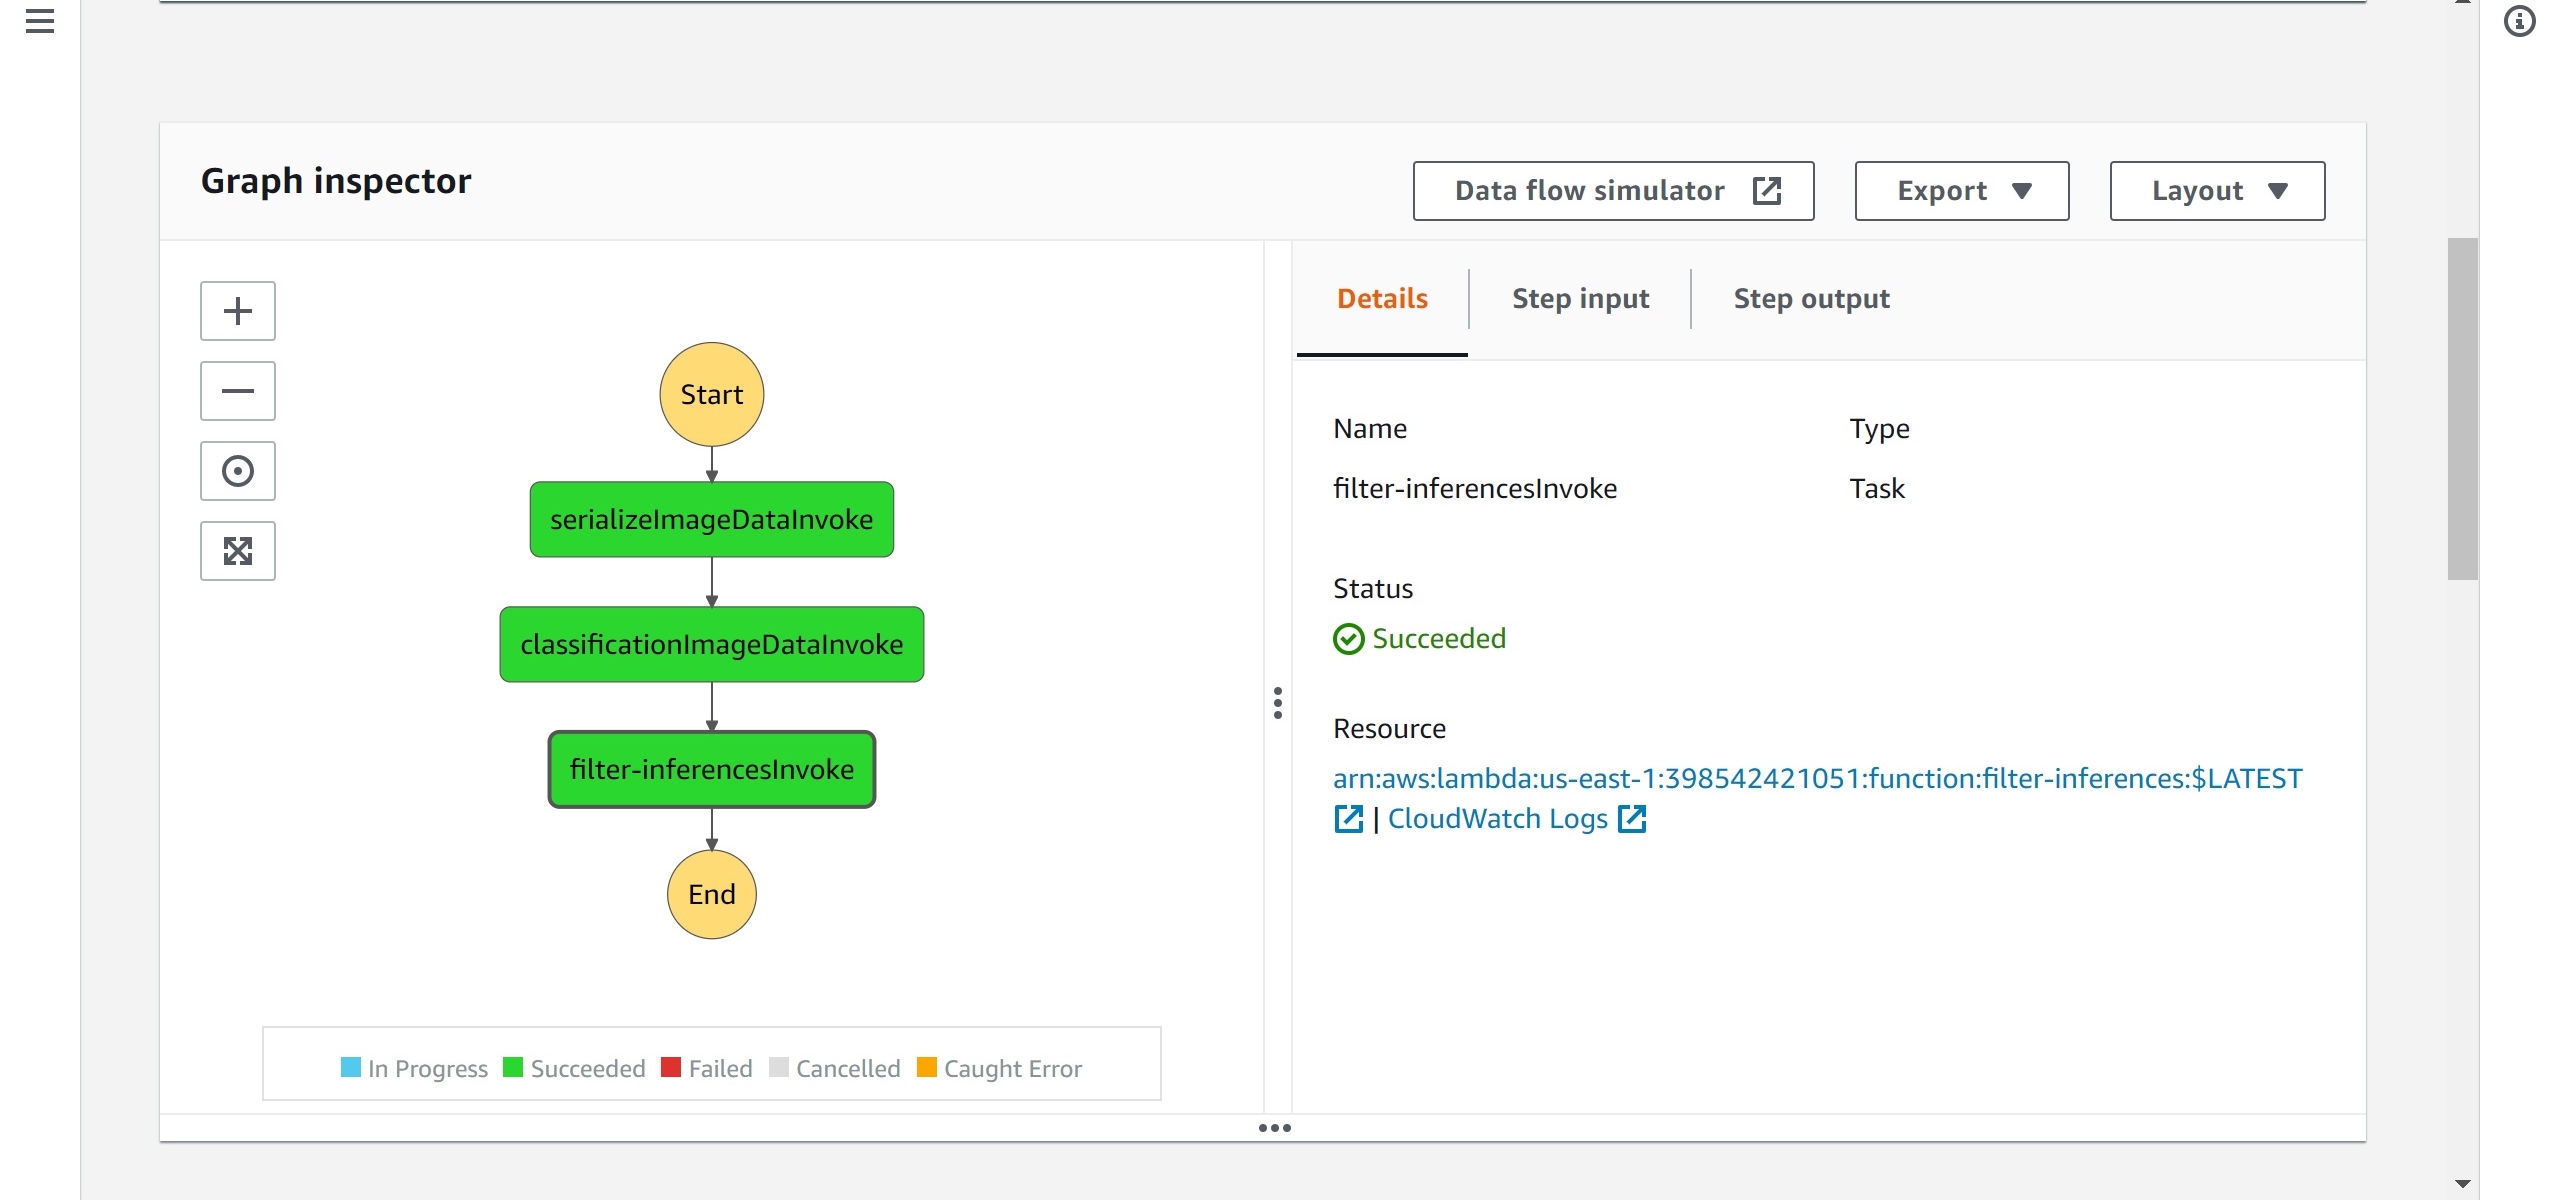 Graph inspector
Data flow simulator
Export
Layout
Start
serializeImageDataInvoke
classificationImageDataInvoke
filter-inferencesInvoke
End
In Progress
Succeeded
Failed
Cancelled
Caught Error
Details
Step input
Step output
Name
filter-inferencesInvoke
Type
Task
Status
Succeeded
Resource
arn:aws:lambda:us-east-1:398542421051:function:filter-inferences:$LATEST
| CloudWatch Logs